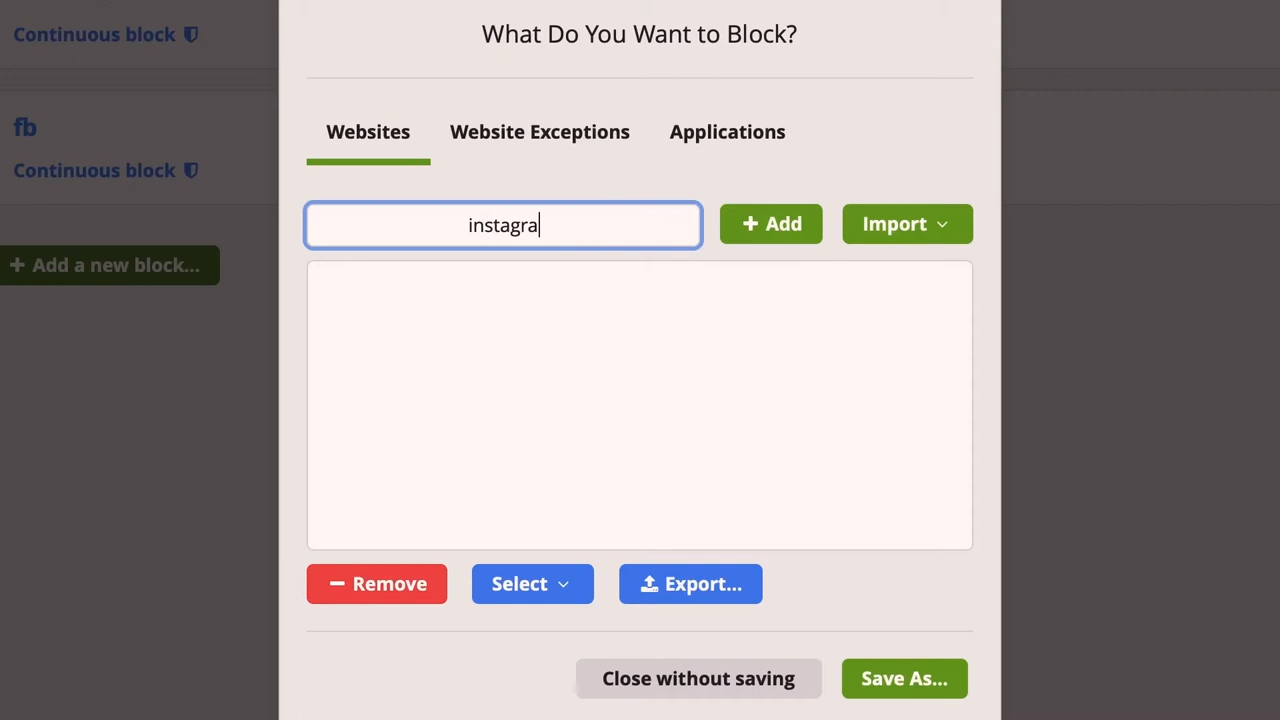 What Do You Want to Block?
Continuous block
fb
Continuous block
Add a new block...
Websites Website Exceptions Applications
instagra Add Import
Remove Select Export...
Close without saving Save As...